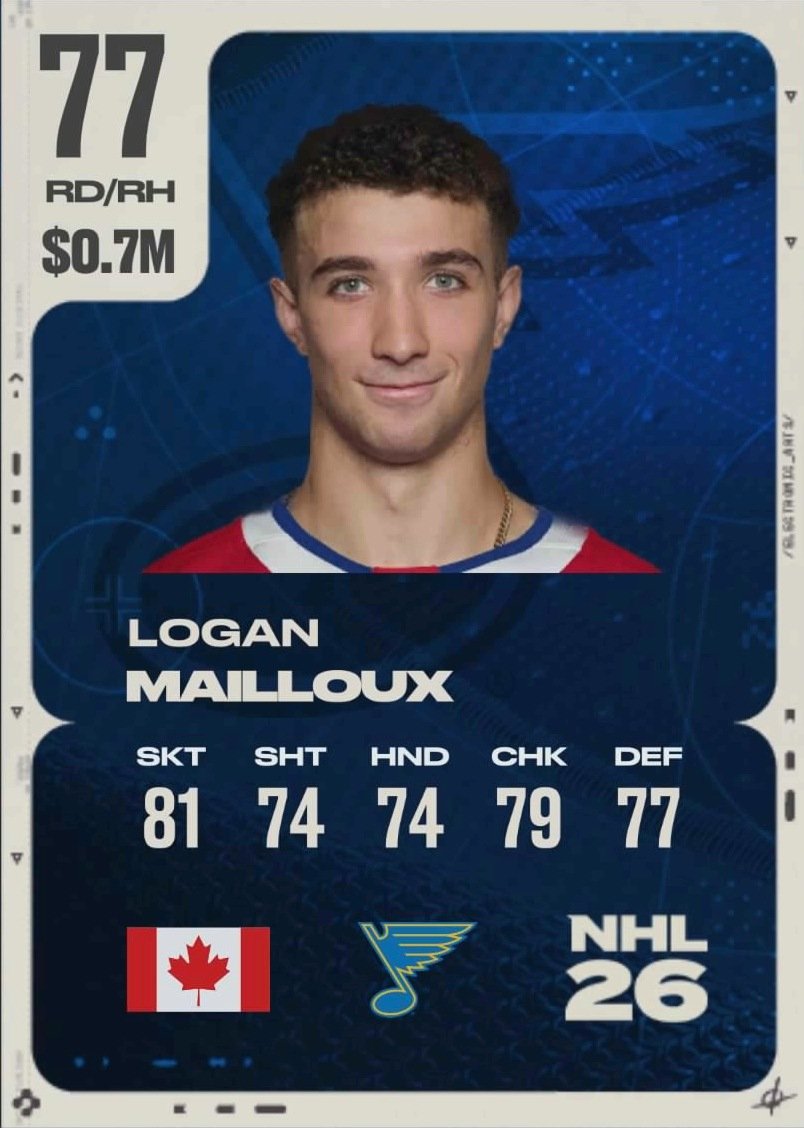 77
RD/RH
$0.7M
LOGAN
MAILLOUX
SKT SHT HND CHK DEF
81 74 74 79 77
NHL
26